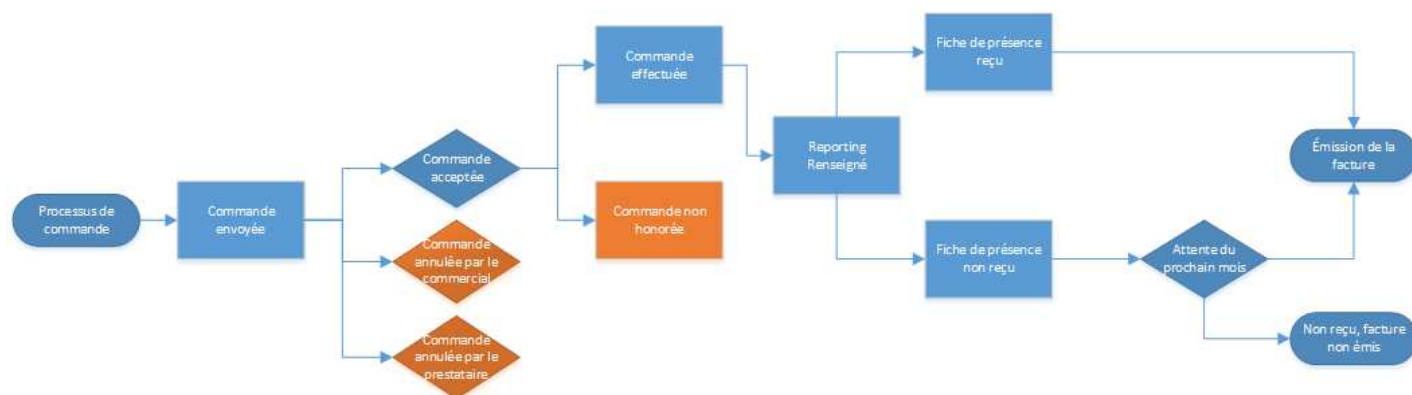 Processus de
commande
Commande
envoyée
Commande
acceptée
Commande
annulée par le
commercial
Commande
annulée par le
prestataire
Commande
effectuée
Commande non
honorée
Reporting
Renseigné
Fiche de présence
reçu
Fiche de présence
non reçu
Attente du
prochain mois
Émission de la
facture
Non reçu, facture
non émis